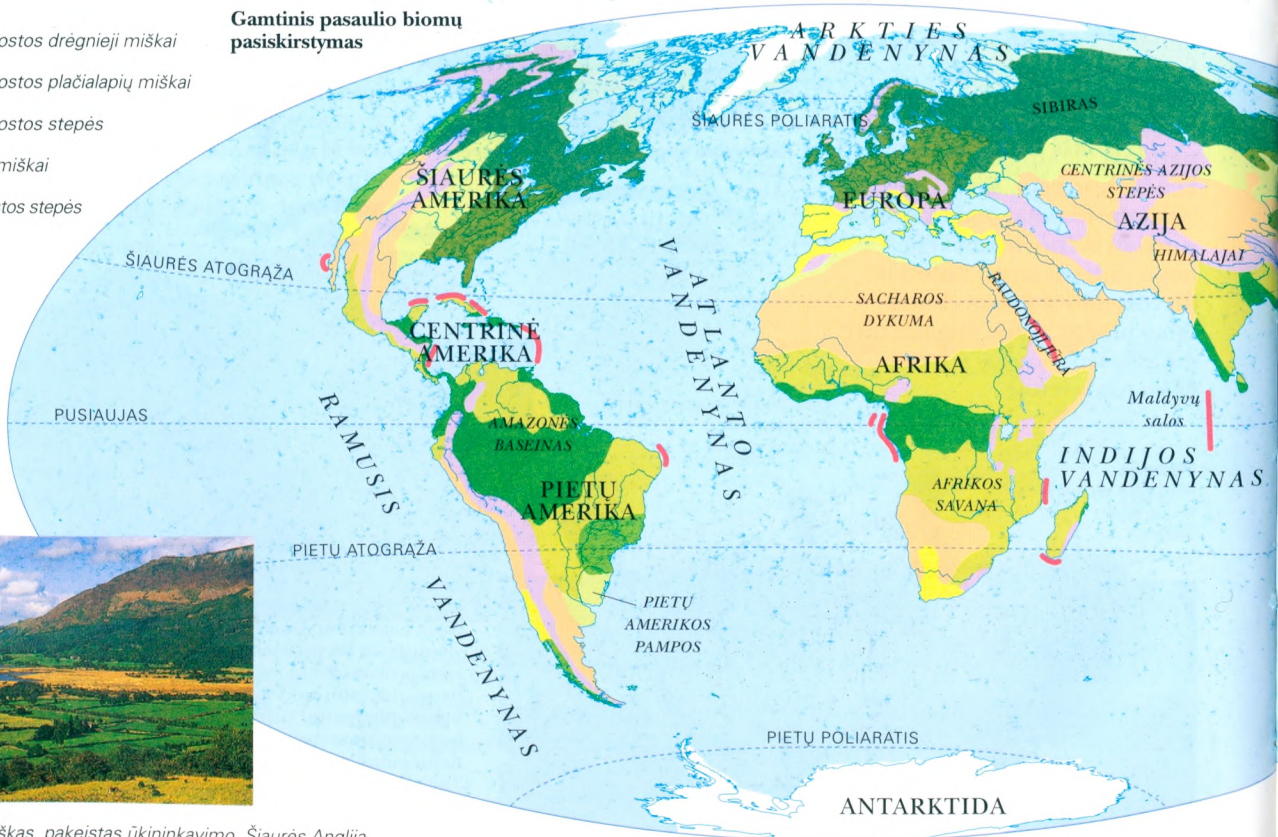 Gamtinis pasaulio biomų
pasiskirstymas
ostos drėgnieji miškai
ostos plačialapių miškai
ostos stepės
miškai
tos stepės
ARKTIES
VANDENYNAS
ŠIAURĖS POLIARATIS
SIBIRAS
ŠIAURĖS
AMERIKA
EUROPA
CENTRINĖS AZIJOS
STEPĖS
AZIJA
HIMALAJAI
ŠIAURĖS ATOGRĄŽA
ATLANTO
VANDENYNAS
SACHAROS
DYKUMA
RAUDONOJI JŪRA
CENTRINĖ
AMERIKA
AFRIKA
PUSIAUJAS
Maldyvų
salos
AMAZONĖS
BASEINAS
INDIJOS
VANDENYNAS
RAMUSIS
VANDENYNAS
PIETŲ
AMERIKA
AFRIKOS
SAVANA
PIETŲ ATOGRĄŽA
PIETŲ
AMERIKOS
PAMPOS
PIETŲ POLIARATIS
ANTARKTIDA
škas, pakeistas ūkininkavimo, Šiaurės Anglija